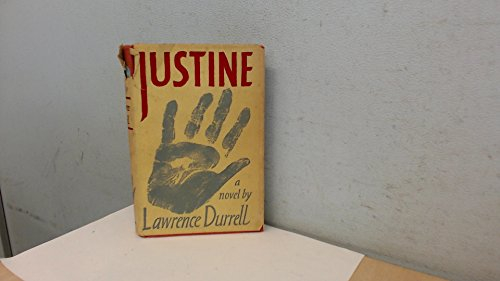 JUSTINE
a
novel by
Lawrence Durrell